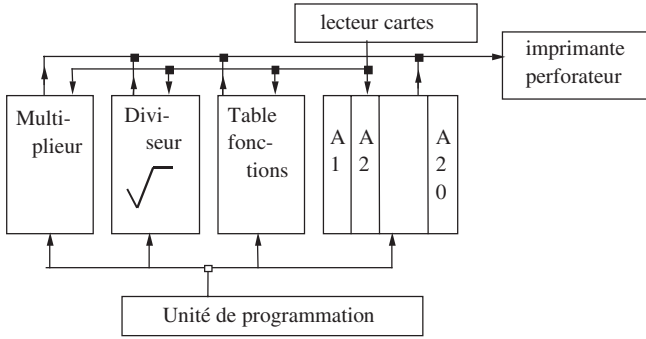 lecteur cartes
imprimante
perforateur
Multi-
plieur
Divi-
seur
Table
fonc-
tions
A
1
A
2
A
2
0
Unité de programmation